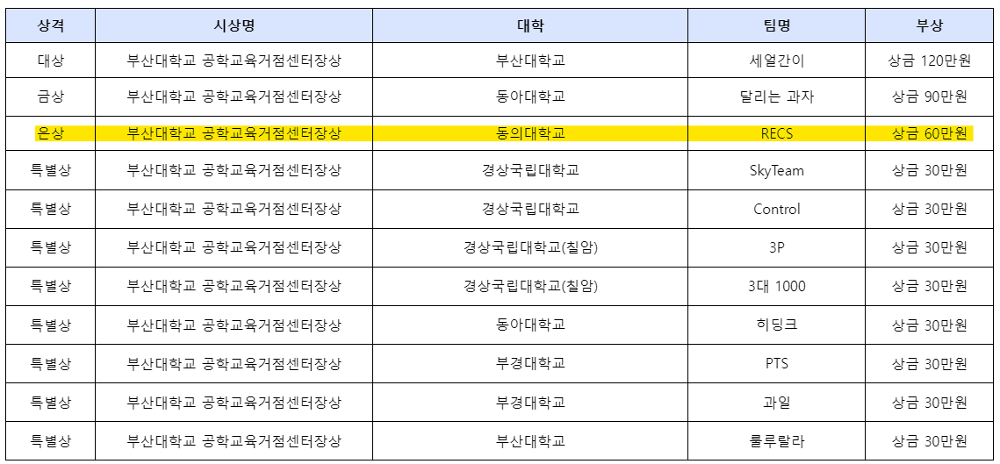 상격 시상명 대학 팀명 부상
대상 부산대학교 공학교육거점센터장상 부산대학교 세얼간이 상금 120만원
금상 부산대학교 공학교육거점센터장상 동아대학교 달리는 과자 상금 90만원
은상 부산대학교 공학교육거점센터장상 동의대학교 RECS 상금 60만원
특별상 부산대학교 공학교육거점센터장상 경상국립대학교 SkyTeam 상금 30만원
특별상 부산대학교 공학교육거점센터장상 경상국립대학교 Control 상금 30만원
특별상 부산대학교 공학교육거점센터장상 경상국립대학교(칠암) 3P 상금 30만원
특별상 부산대학교 공학교육거점센터장상 경상국립대학교(칠암) 3대 1000 상금 30만원
특별상 부산대학교 공학교육거점센터장상 동아대학교 히딩크 상금 30만원
특별상 부산대학교 공학교육거점센터장상 부경대학교 PTS 상금 30만원
특별상 부산대학교 공학교육거점센터장상 부경대학교 과일 상금 30만원
특별상 부산대학교 공학교육거점센터장상 부산대학교 룰루랄라 상금 30만원